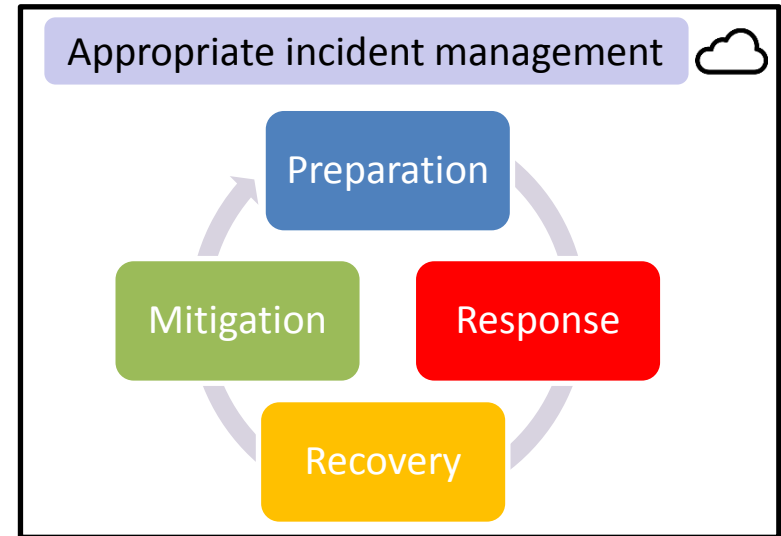 Appropriate incident management
Preparation
Response
Recovery
Mitigation